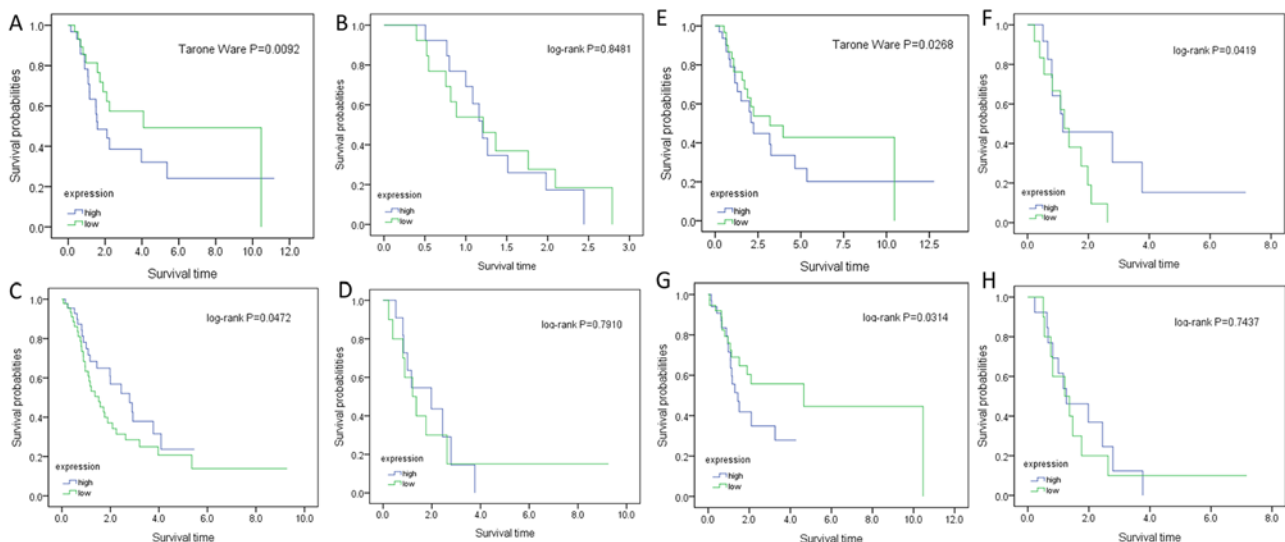 A
Survival probabilities
1.0
0.8
0.6
0.4
0.2
0.0
Tarone Ware P=0.0092
expression
high
low
0.0 2.0 4.0 6.0 8.0 10.0 12.0
Survival time
B
Survival probabilities
1.0
0.8
0.6
0.4
0.2
0.0
log-rank P=0.8481
expression
high
low
0.0 0.5 1.0 1.5 2.0 2.5 3.0
Survival time
E
Survival probabilities
1.0
0.8
0.6
0.4
0.2
0.0
Tarone Ware P=0.0268
expression
high
low
0.0 2.5 5.0 7.5 10.0 12.5
Survival time
F
Survival probabilities
1.0
0.8
0.6
0.4
0.2
0.0
log-rank P=0.0419
expression
high
low
0.0 2.0 4.0 6.0 8.0
Survival time
C
Survival probabilities
1.0
0.8
0.6
0.4
0.2
0.0
log-rank P=0.0472
expression
high
low
0.0 2.0 4.0 6.0 8.0 10.0
Survival time
D
Survival probabilities
1.0
0.8
0.6
0.4
0.2
0.0
log-rank P=0.7910
expression
high
low
0.0 2.0 4.0 6.0 8.0 10.0
Survival time
G
Survival probabilities
1.0
0.8
0.6
0.4
0.2
0.0
log-rank P=0.0314
expression
high
low
0.0 2.0 4.0 6.0 8.0 10.0 12.0
Survival time
H
Survival probabilities
1.0
0.8
0.6
0.4
0.2
0.0
log-rank P=0.7437
expression
high
low
0.0 2.0 4.0 6.0 8.0
Survival time